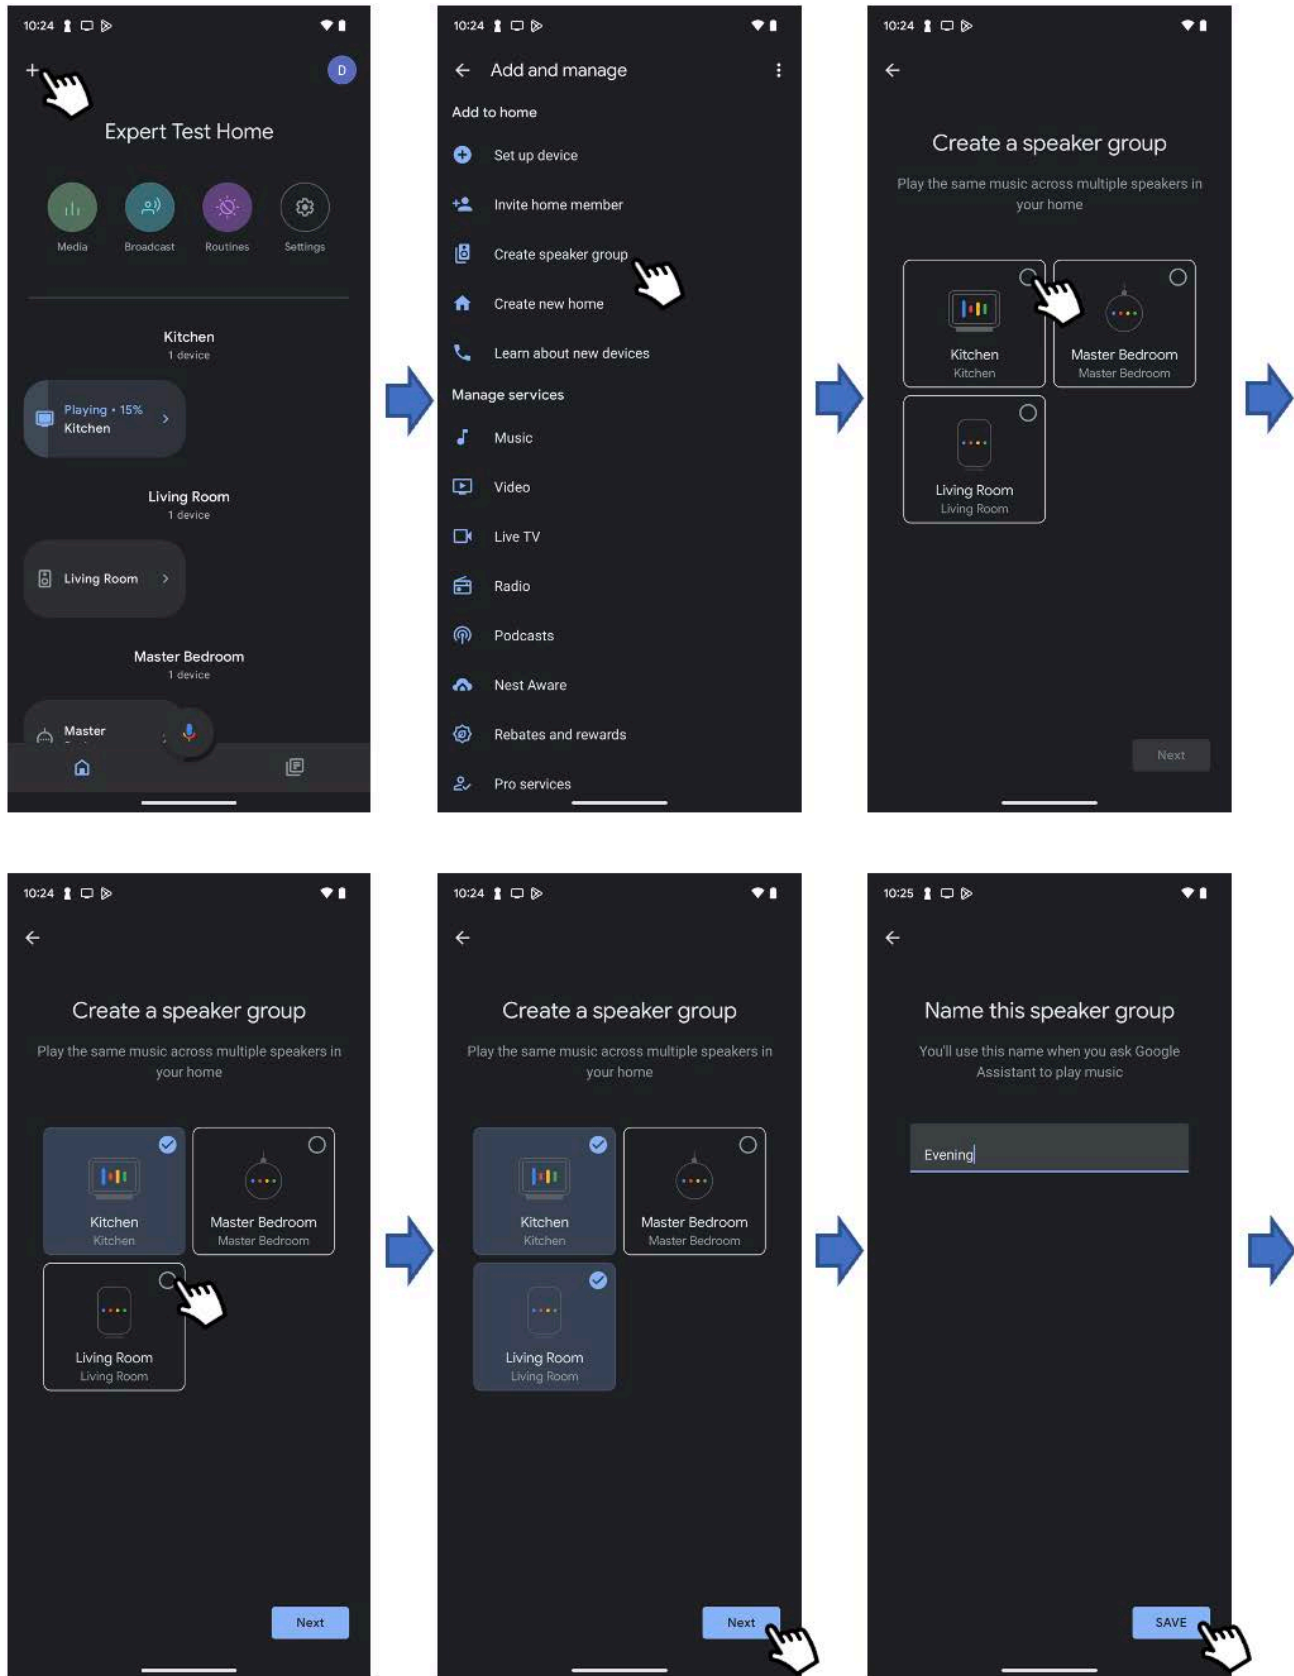 10:24
D
Expert Test Home
Media
Broadcast
Routines
Settings
Kitchen
1 device
Playing • 15%
Kitchen
Living Room
1 device
Living Room
Master Bedroom
1 device
Master
10:24
Add and manage
Add to home
Set up device
Invite home member
Create speaker group
Create new home
Learn about new devices
Manage services
Music
Video
Live TV
Radio
Podcasts
Nest Aware
Rebates and rewards
Pro services
10:24
Create a speaker group
Play the same music across multiple speakers in
your home
Kitchen
Kitchen
Master Bedroom
Master Bedroom
Living Room
Living Room
Next
10:24
Create a speaker group
Play the same music across multiple speakers in
your home
Kitchen
Kitchen
Master Bedroom
Master Bedroom
Living Room
Living Room
Next
10:24
Create a speaker group
Play the same music across multiple speakers in
your home
Kitchen
Kitchen
Master Bedroom
Master Bedroom
Living Room
Living Room
Next
10:25
Name this speaker group
You'll use this name when you ask Google
Assistant to play music
Evening
SAVE